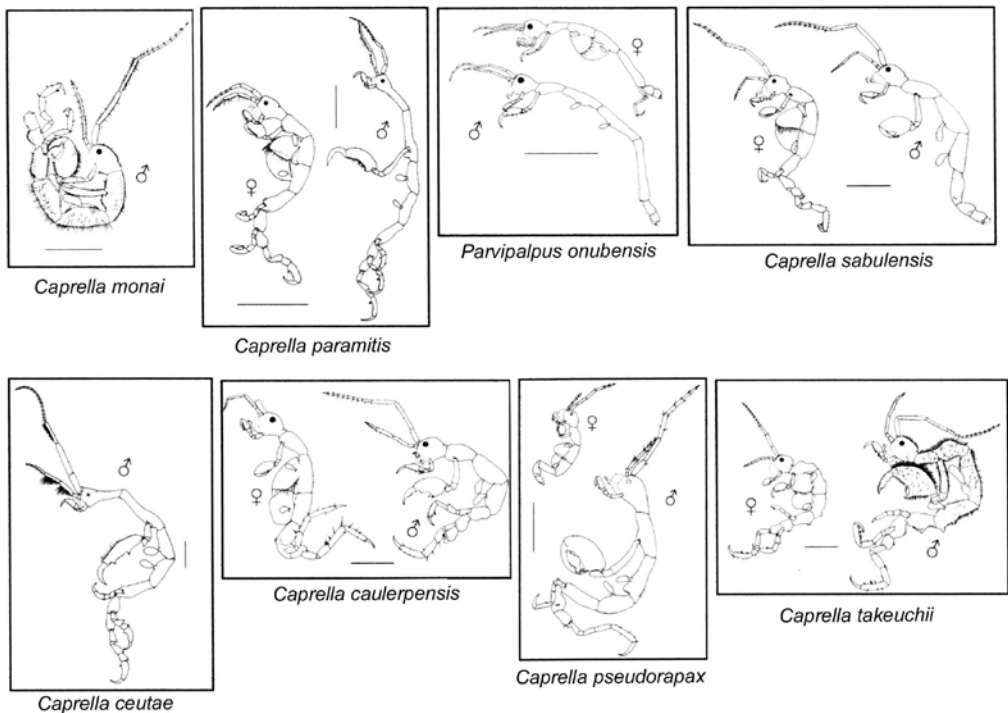 Caprella monai
Caprella paramitis
Parvipalpus onubensis
Caprella sabulensis
Caprella ceutae
Caprella caulerpensis
Caprella pseudorapax
Caprella takeuchii